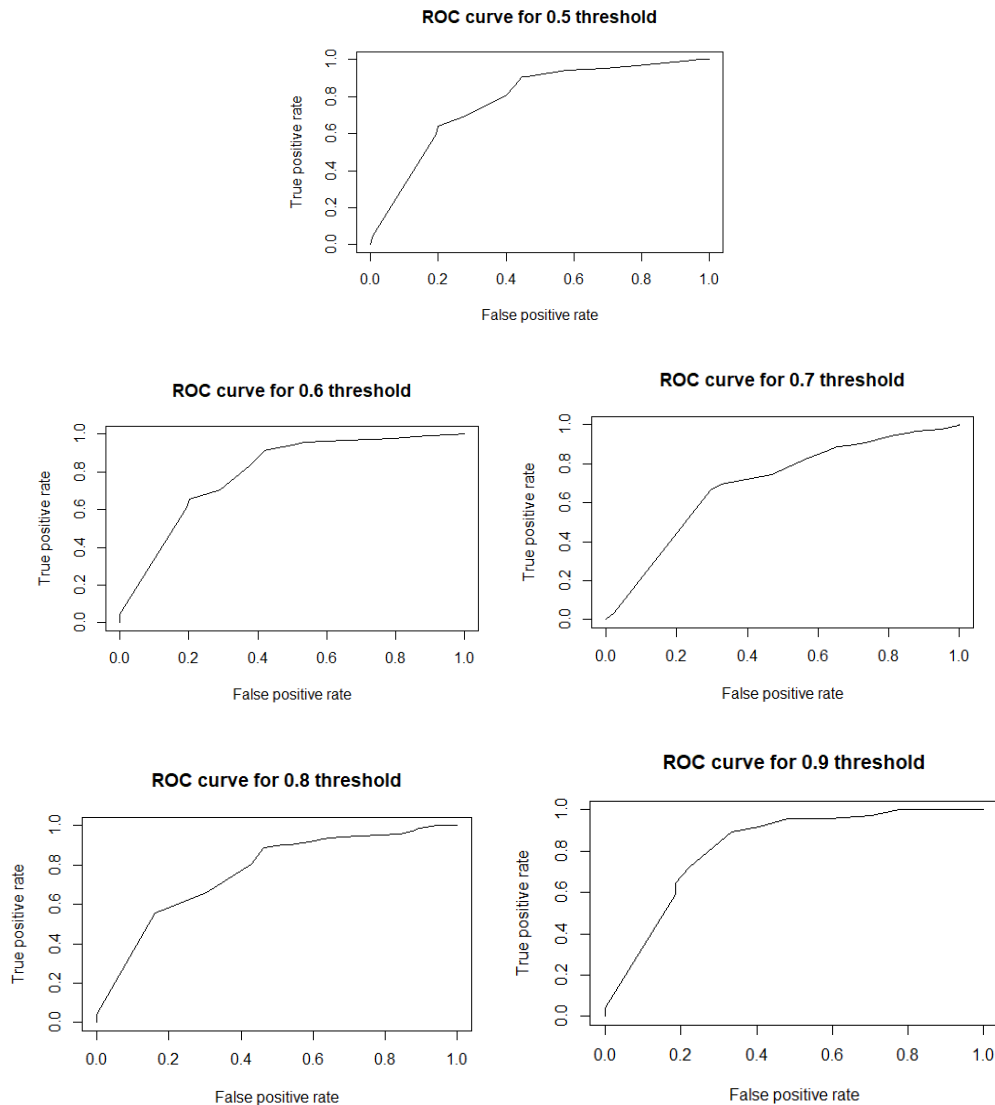 ROC curve for 0.5 threshold
True positive rate
0.0 0.2 0.4 0.6 0.8 1.0
0.0 0.2 0.4 0.6 0.8 1.0
False positive rate
ROC curve for 0.6 threshold
True positive rate
0.0 0.2 0.4 0.6 0.8 1.0
0.0 0.2 0.4 0.6 0.8 1.0
False positive rate
ROC curve for 0.7 threshold
True positive rate
0.0 0.2 0.4 0.6 0.8 1.0
0.0 0.2 0.4 0.6 0.8 1.0
False positive rate
ROC curve for 0.8 threshold
True positive rate
0.0 0.2 0.4 0.6 0.8 1.0
0.0 0.2 0.4 0.6 0.8 1.0
False positive rate
ROC curve for 0.9 threshold
True positive rate
0.0 0.2 0.4 0.6 0.8 1.0
0.0 0.2 0.4 0.6 0.8 1.0
False positive rate